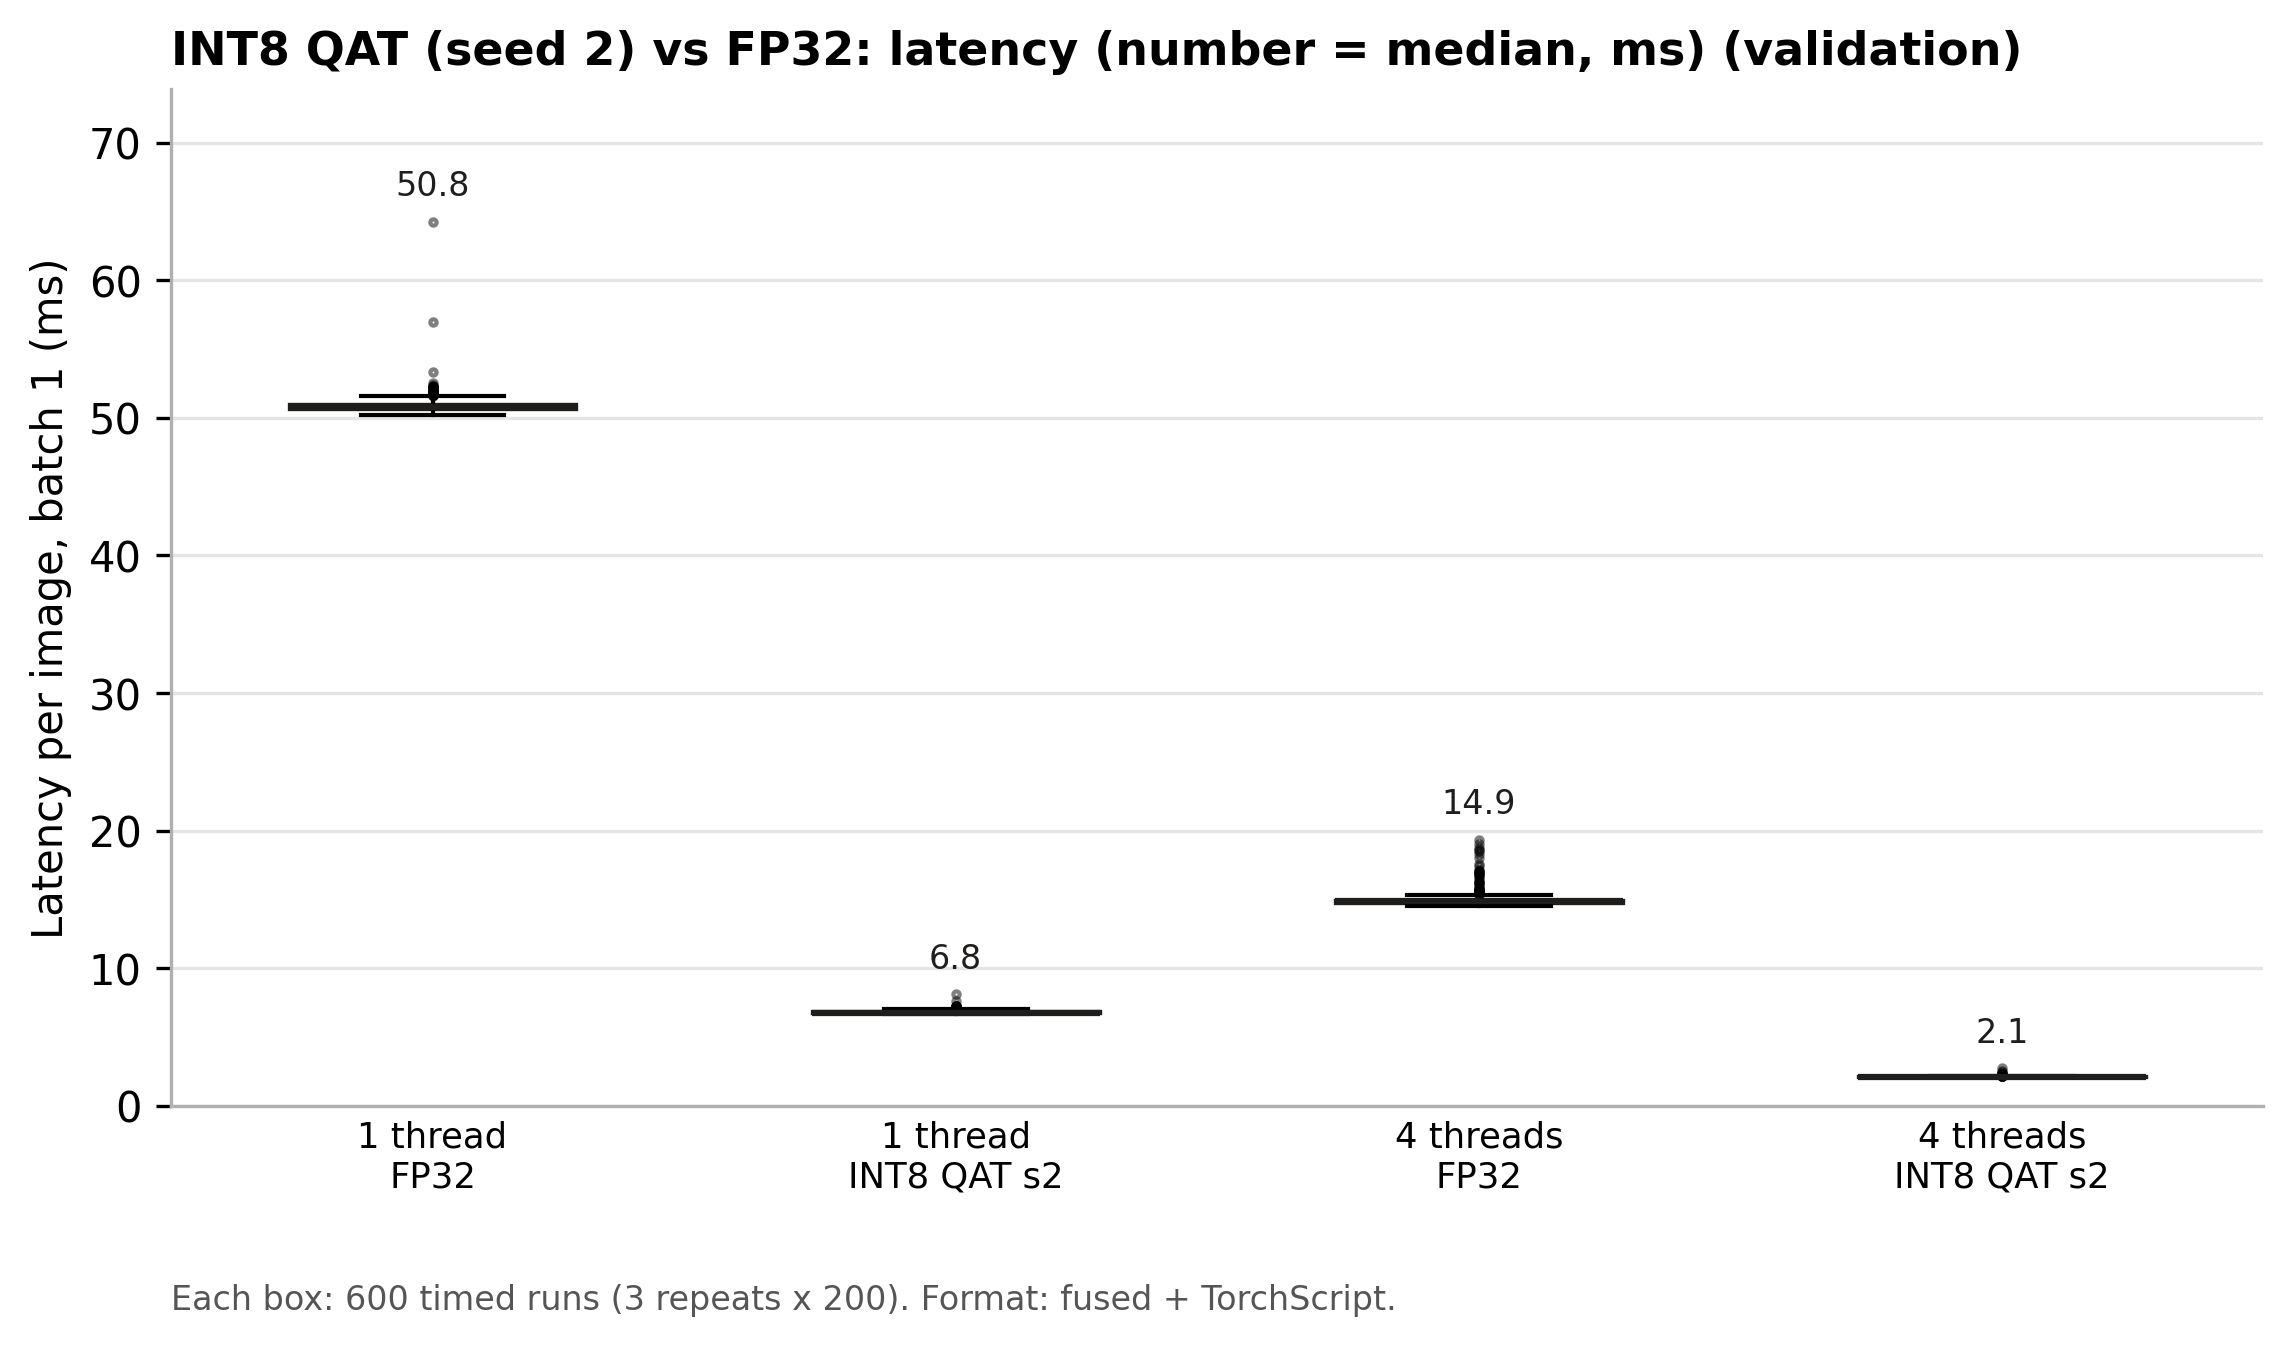 INT8 QAT (seed 2) vs FP32: latency (number = median, ms) (validation)
Latency per image, batch 1 (ms)
70
60
50
40
30
20
10
0
50.8
6.8
14.9
2.1
1 thread
FP32
1 thread
INT8 QAT s2
4 threads
FP32
4 threads
INT8 QAT s2
Each box: 600 timed runs (3 repeats x 200). Format: fused + TorchScript.